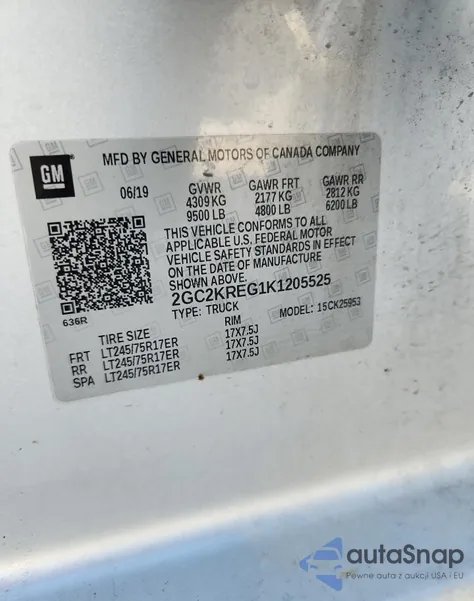 GM
MFD BY GENERAL MOTORS OF CANADA COMPANY
06/19 GVWR GAWR FRT GAWR RR
4309 KG 2177 KG 2812 KG
9500 LB 4800 LB 6200 LB
THIS VEHICLE CONFORMS TO ALL
APPLICABLE U.S. FEDERAL MOTOR
VEHICLE SAFETY STANDARDS IN EFFECT
ON THE DATE OF MANUFACTURE
SHOWN ABOVE.
2GC2KREG1K1205525
TYPE: TRUCK MODEL: 15CK25953
636R
TIRE SIZE RIM
FRT LT245/75R17ER 17X7.5J
RR LT245/75R17ER 17X7.5J
SPA LT245/75R17ER 17X7.5J
autaSnap
Pewne auta z aukcji USA i EU